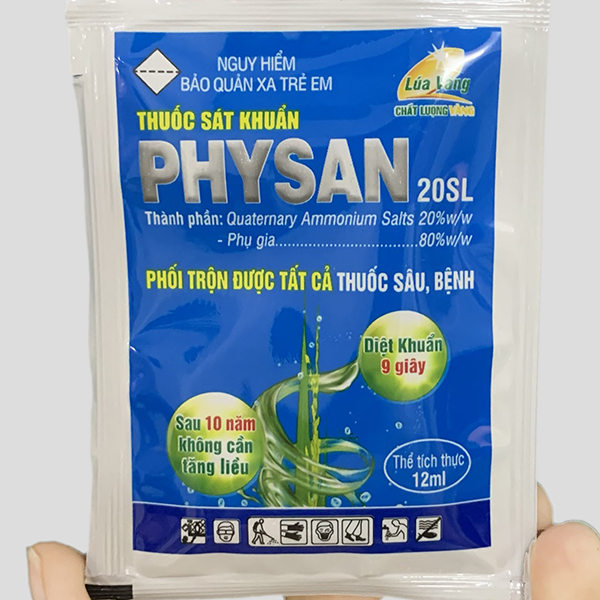 NGUY HIỂM
BẢO QUẢN XA TRẺ EM
Lúa Vàng
CHẤT LƯỢNG VÀNG
THUỐC SÁT KHUẨN
PHYSAN 20SL
Thành phần: Quaternary Ammonium Salts 20%w/w
- Phụ gia..............................80%w/w
PHỐI TRỘN ĐƯỢC TẤT CẢ THUỐC SÂU, BỆNH
Diệt Khuẩn
9 giây
Sau 10 năm
không cần
tăng liều
Thể tích thực
12ml